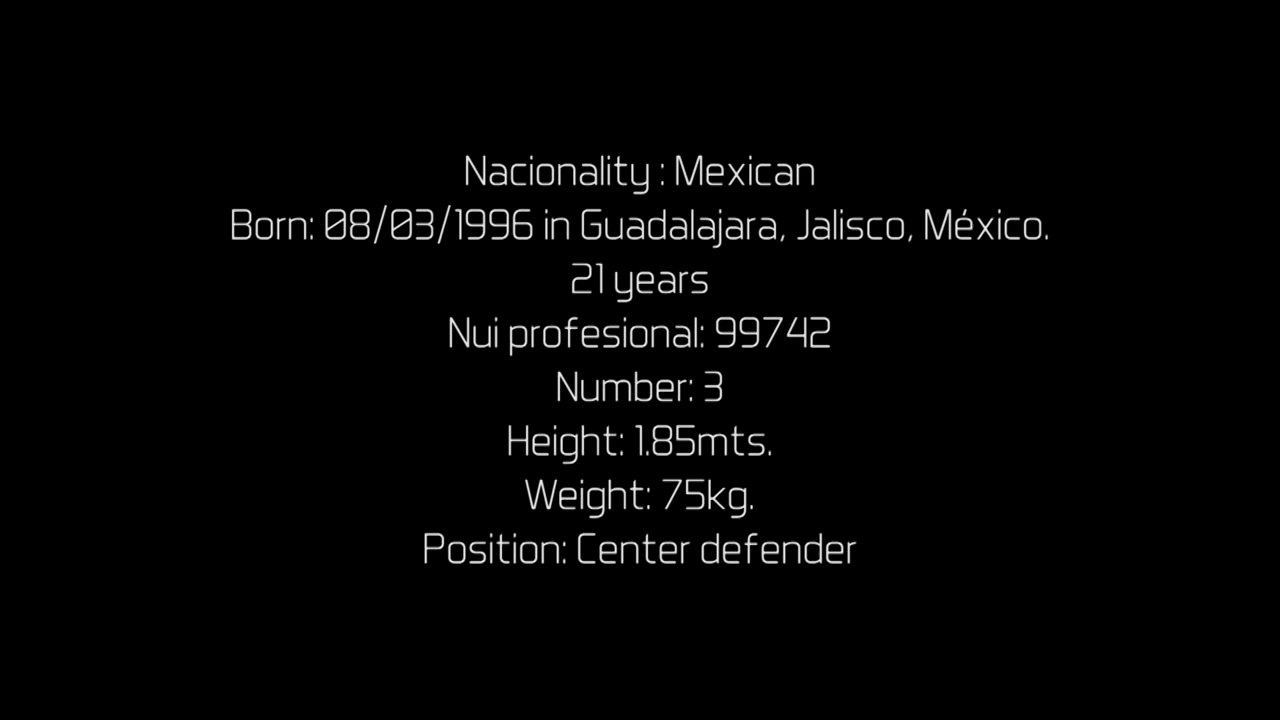 Nacionality : Mexican
Born: 08/03/1996 in Guadalajara, Jalisco, México.
21 years
Nui profesional: 99742
Number: 3
Height: 1.85mts.
Weight: 75kg.
Position: Center defender